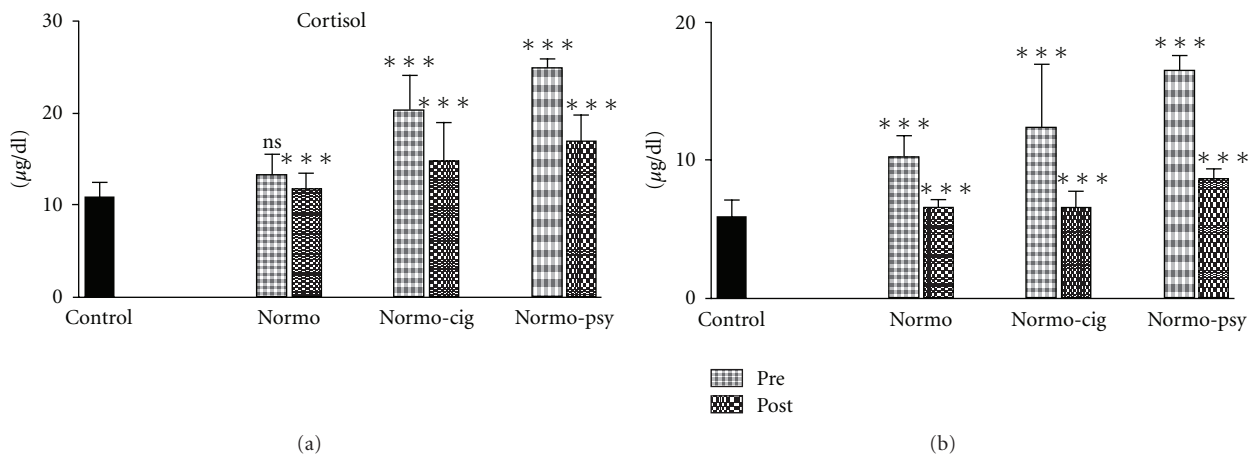 Cortisol
30
20
10
0
(μg/dl)
ns
∗∗∗
∗∗∗
∗∗∗
∗∗∗
∗∗∗
Control Normo Normo-cig Normo-psy
(a)
20
10
0
(μg/dl)
∗∗∗
∗∗∗
∗∗∗
∗∗∗
∗∗∗
∗∗∗
Control Normo Normo-cig Normo-psy
Pre
Post
(b)